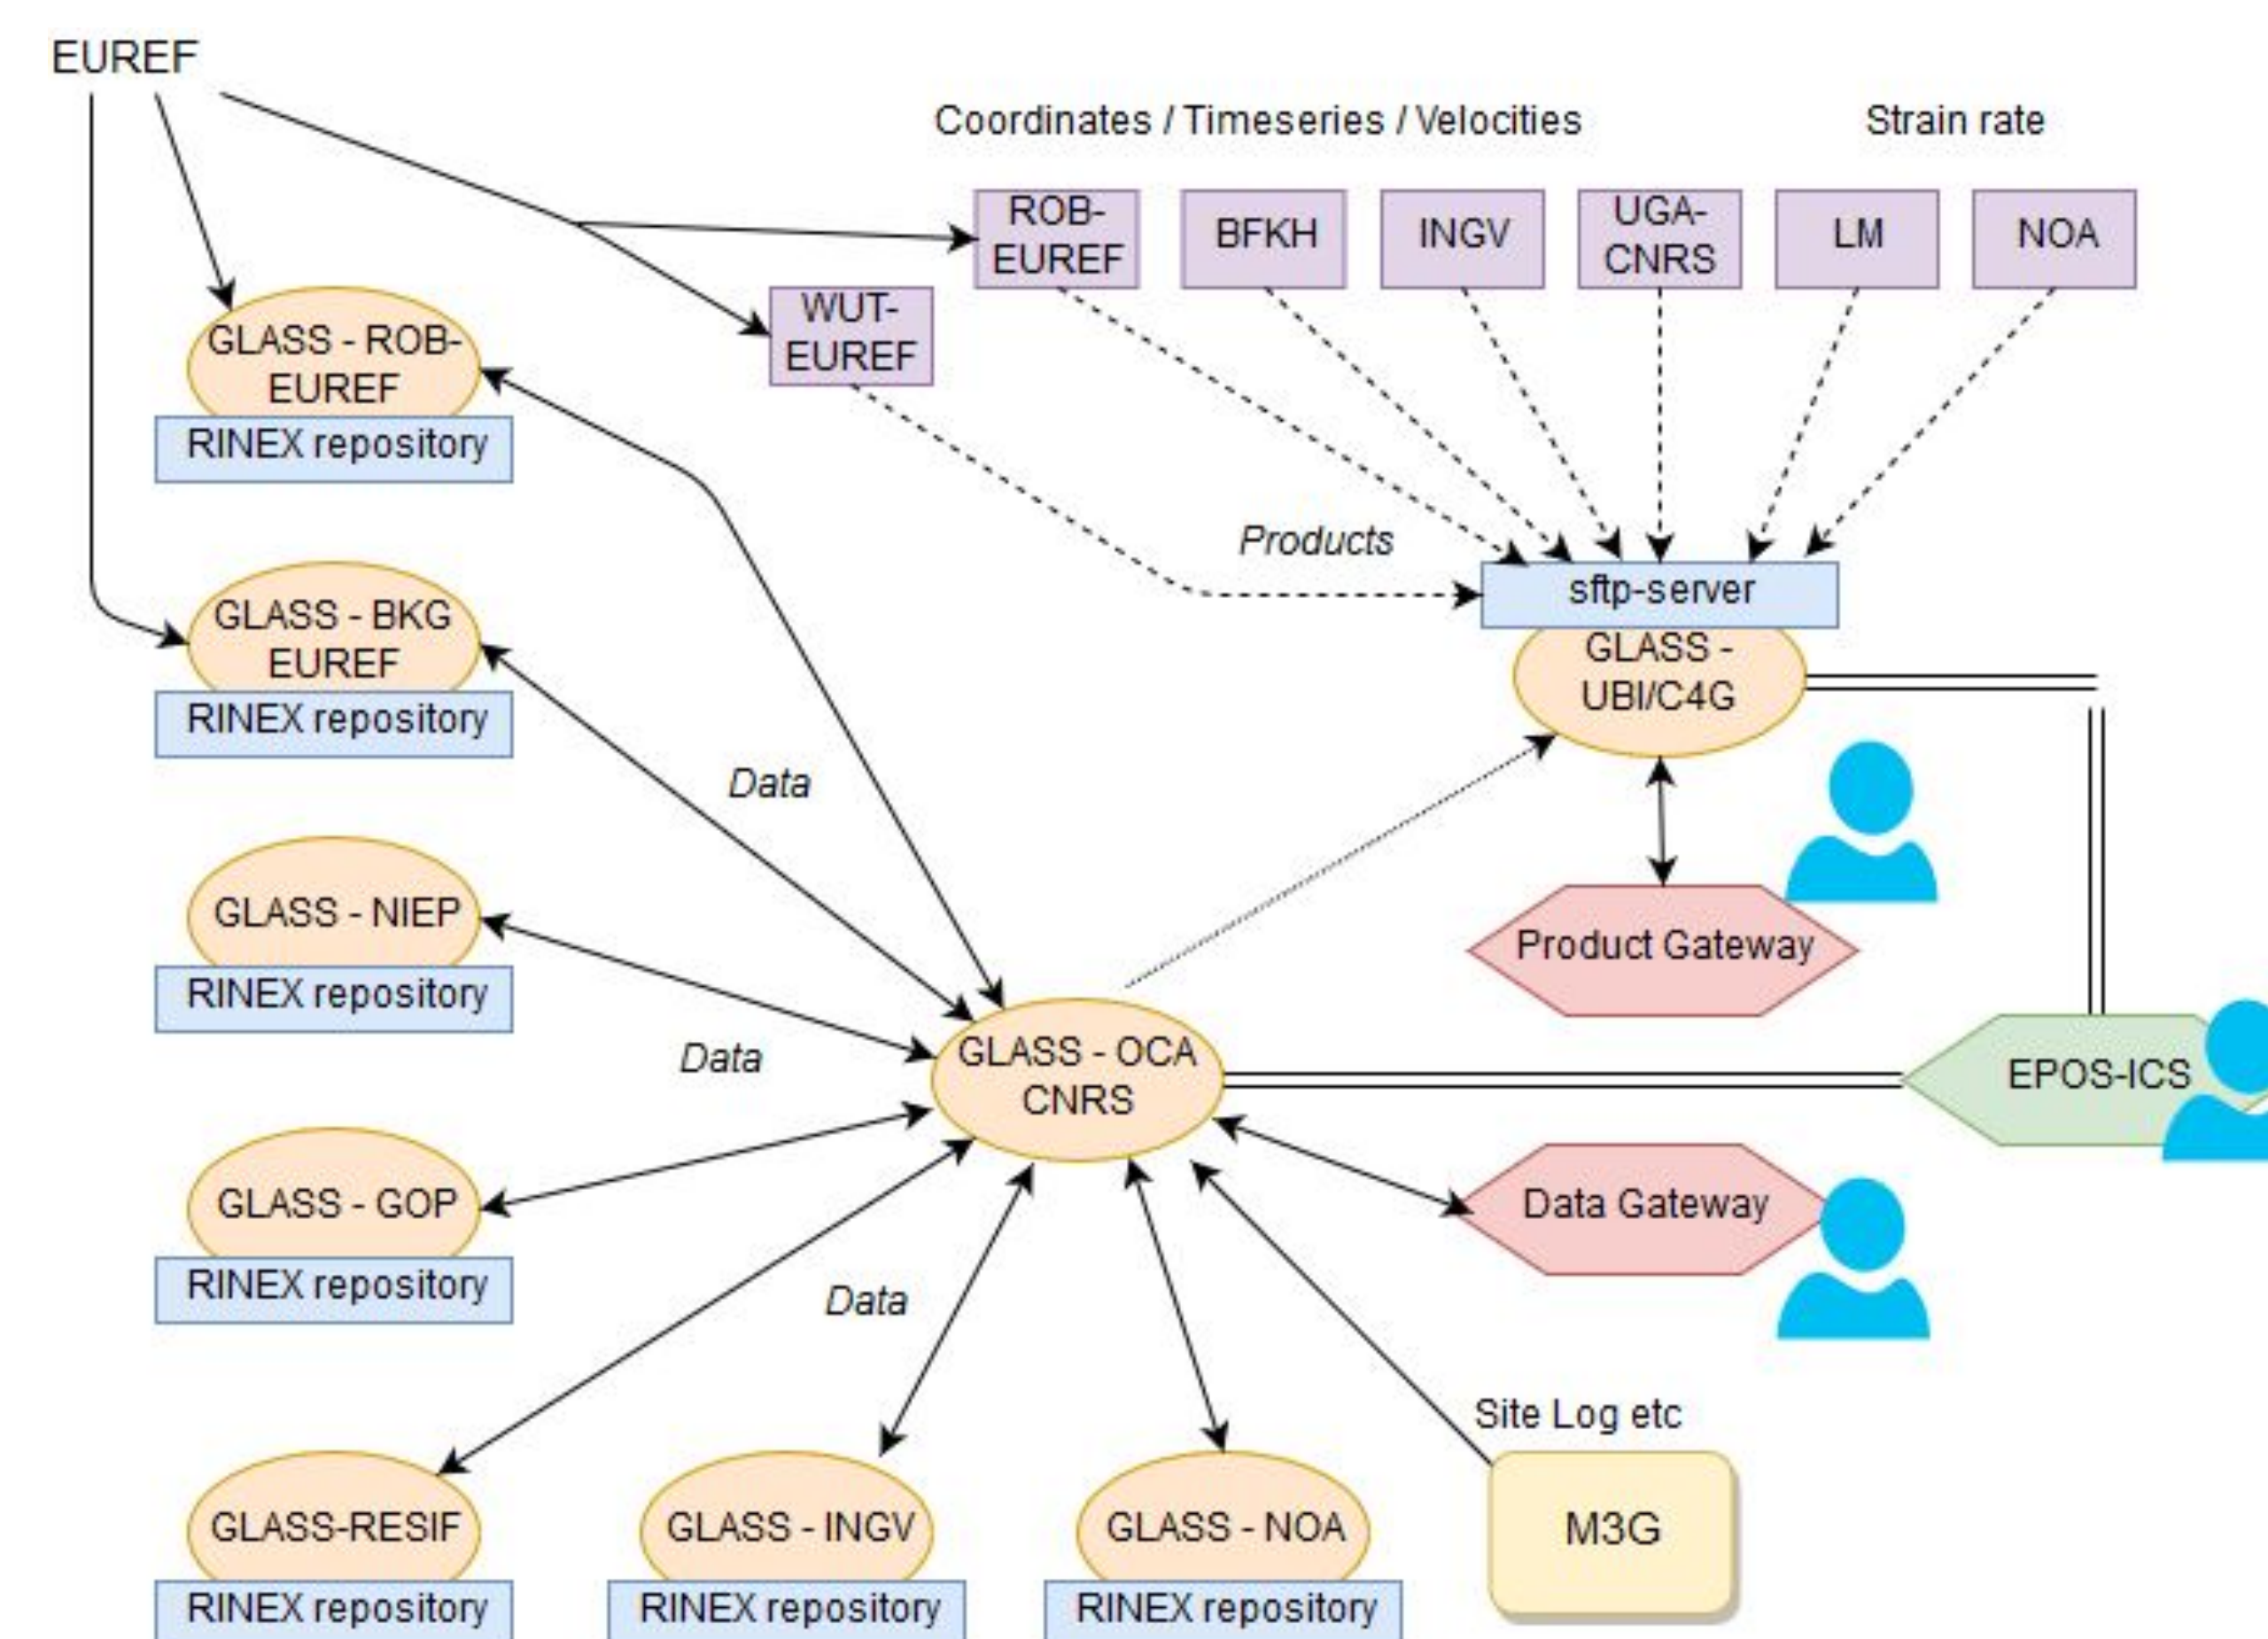 EUREF
Coordinates / Timeseries / Velocities
Strain rate
ROB-
EUREF
BFKH
INGV
UGA-
CNRS
LM
NOA
WUT-
EUREF
GLASS - ROB-
EUREF
RINEX repository
Products
sftp-server
GLASS -
UBI/C4G
GLASS - BKG
EUREF
RINEX repository
Data
GLASS - NIEP
RINEX repository
Product Gateway
Data
GLASS - OCA
CNRS
EPOS-ICS
GLASS - GOP
RINEX repository
Data Gateway
Data
Site Log etc
GLASS-RESIF
RINEX repository
GLASS - INGV
RINEX repository
GLASS - NOA
RINEX repository
M3G